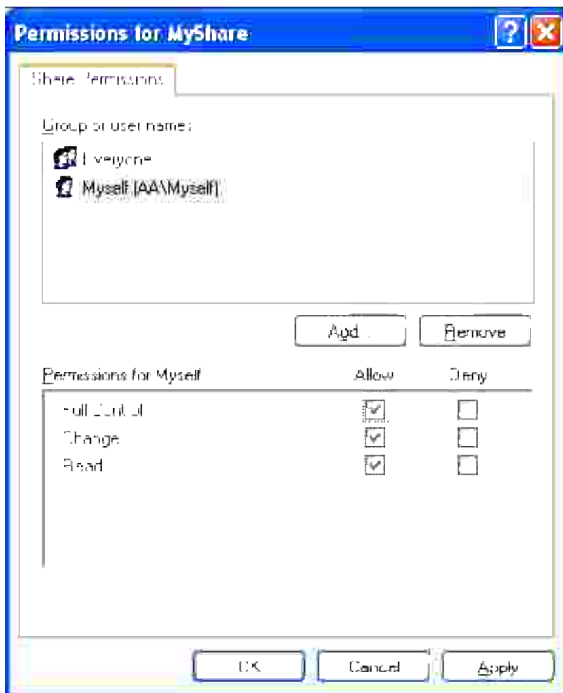 Permissions for MyShare
Share Permissions
Group or user names:
Everyone
Myself (AA\Myself)
Add... Remove
Permissions for Myself Allow Deny
Full Control
Change
Read
OK Cancel Apply